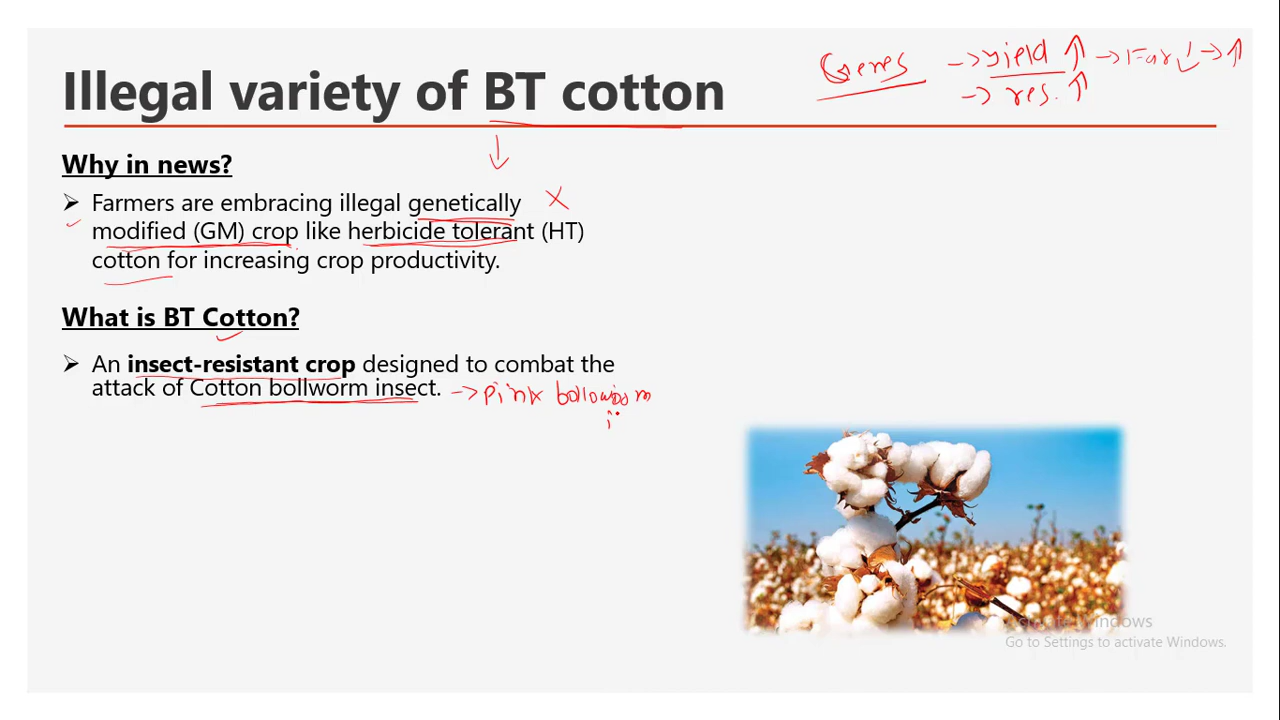 Illegal variety of BT cotton
Genes → yield ↑ → ↑
→ res. ↑
Why in news?
➢ Farmers are embracing illegal genetically X
modified (GM) crop like herbicide tolerant (HT)
cotton for increasing crop productivity.
What is BT Cotton?
➢ An insect-resistant crop designed to combat the
attack of Cotton bollworm insect. → Pink bollworm
Activate Windows
Go to Settings to activate Windows.